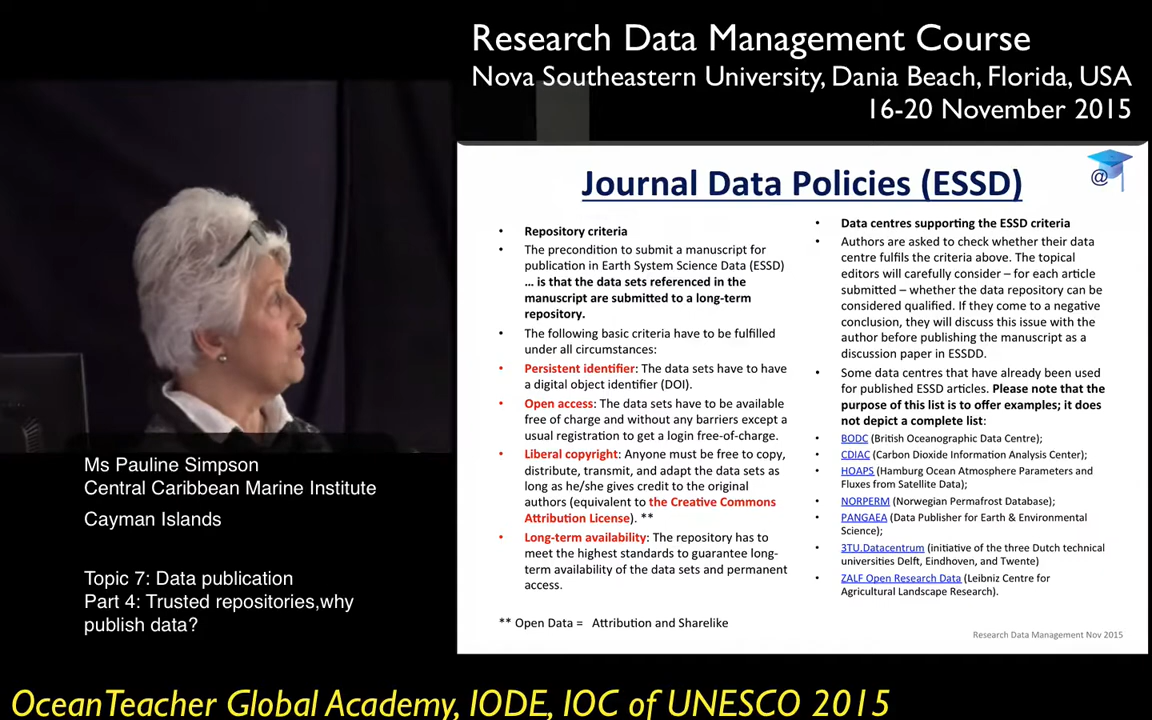 Research Data Management Course
Nova Southeastern University, Dania Beach, Florida, USA
16-20 November 2015
Journal Data Policies (ESSD)
@
• Repository criteria
• The precondition to submit a manuscript for
publication in Earth System Science Data (ESSD)
… is that the data sets referenced in the
manuscript are submitted to a long-term
repository.
• The following basic criteria have to be fulfilled
under all circumstances:
• Persistent identifier: The data sets have to have
a digital object identifier (DOI).
• Open access: The data sets have to be available
free of charge and without any barriers except a
usual registration to get a login free-of-charge.
• Liberal copyright: Anyone must be free to copy,
distribute, transmit, and adapt the data sets as
long as he/she gives credit to the original
authors (equivalent to the Creative Commons
Attribution License). **
• Long-term availability: The repository has to
meet the highest standards to guarantee long-
term availability of the data sets and permanent
access.
** Open Data = Attribution and Sharelike
• Data centres supporting the ESSD criteria
• Authors are asked to check whether their data
centre fulfils the criteria above. The topical
editors will carefully consider – for each article
submitted – whether the data repository can be
considered qualified. If they come to a negative
conclusion, they will discuss this issue with the
author before publishing the manuscript as a
discussion paper in ESSDD.
• Some data centres that have already been used
for published ESSD articles. Please note that the
purpose of this list is to offer examples; it does
not depict a complete list:
• BODC (British Oceanographic Data Centre);
• CDIAC (Carbon Dioxide Information Analysis Center);
• HOAPS (Hamburg Ocean Atmosphere Parameters and
Fluxes from Satellite Data);
• NORPERM (Norwegian Permafrost Database);
• PANGAEA (Data Publisher for Earth & Environmental
Science);
• 3TU.Datacentrum (initiative of the three Dutch technical
universities Delft, Eindhoven, and Twente)
• ZALF Open Research Data (Leibniz Centre for
Agricultural Landscape Research).
Research Data Management Nov 2015
Ms Pauline Simpson
Central Caribbean Marine Institute
Cayman Islands
Topic 7: Data publication
Part 4: Trusted repositories,why
publish data?
OceanTeacher Global Academy, IODE, IOC of UNESCO 2015